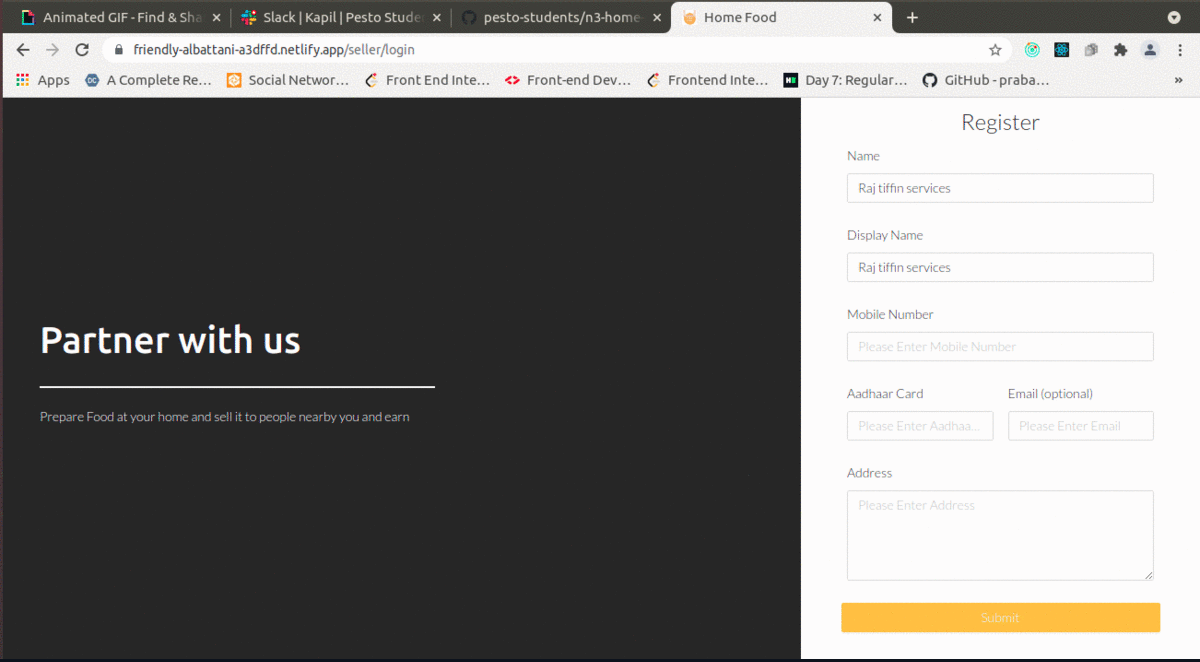 Animated GIF - Find & Sha
Slack | Kapil | Pesto Stude
pesto-students/n3-home-
Home Food
friendly-albattani-a3dffd.netlify.app/seller/login
Apps
A Complete Re...
Social Networ...
Front End Inte...
Front-end Dev...
Frontend Inte...
Day 7: Regular...
GitHub - praba...
Partner with us
Prepare Food at your home and sell it to people nearby you and earn
Register
Name
Raj tiffin services
Display Name
Raj tiffin services
Mobile Number
Please Enter Mobile Number
Aadhaar Card
Email (optional)
Please Enter Aadhaa...
Please Enter Email
Address
Please Enter Address
Submit